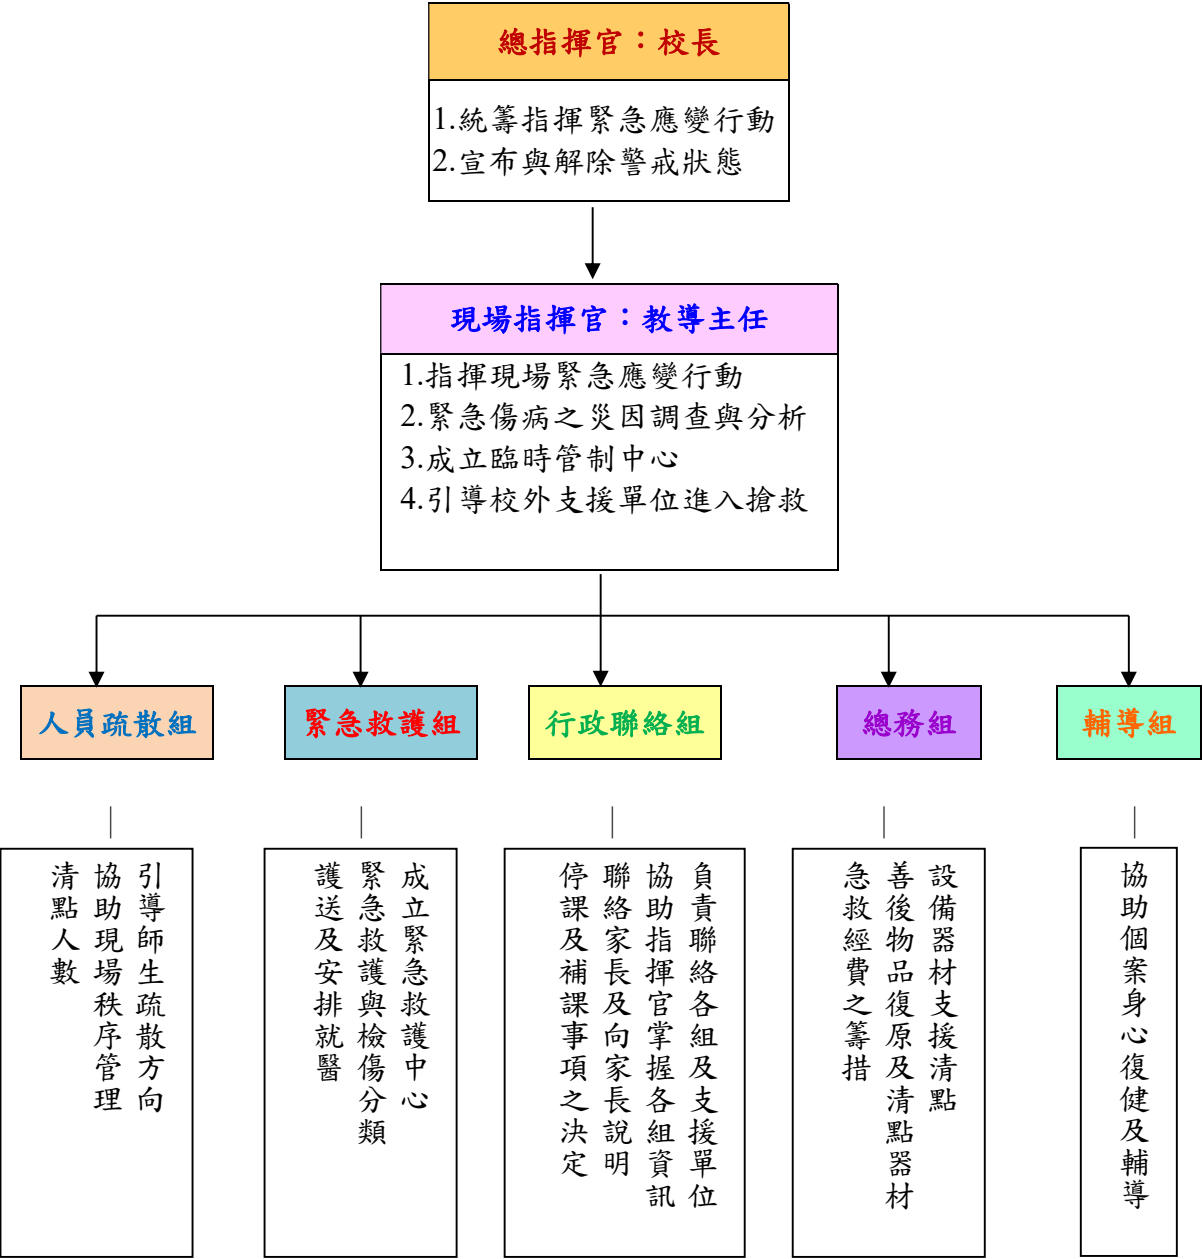 總指揮官：校長
1.統籌指揮緊急應變行動
2.宣布與解除警戒狀態
現場指揮官：教導主任
1.指揮現場緊急應變行動
2.緊急傷病之災因調查與分析
3.成立臨時管制中心
4.引導校外支援單位進入搶救
人員疏散組
緊急救護組
行政聯絡組
總務組
輔導組
引導師生疏散方向
協助現場秩序管理
清點人數
成立緊急救護中心
緊急救護與檢傷分類
護送及安排就醫
負責聯絡各組及支援單位
協助指揮官掌握各組資訊
聯絡家長及向家長說明
停課及補課事項之決定
設備器材支援清點
善後物品復原及清點器材
急救經費之籌措
協助個案身心復健及輔導